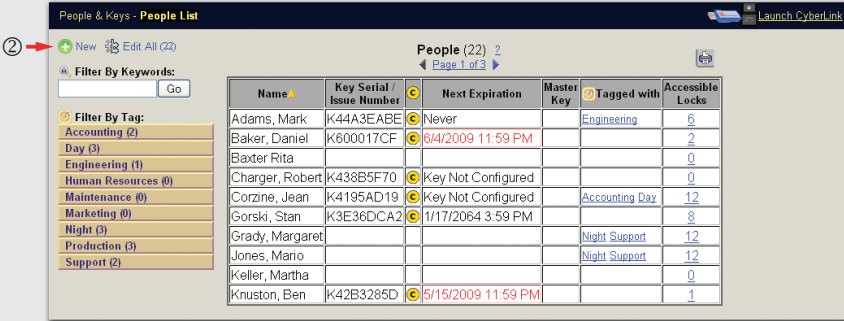 People & Keys - People List
Launch CyberLink
2
New Edit All (22)
People (22) 2
Page 1 of 3
Filter By Keywords:
Go
Filter By Tag:
Accounting (2)
Day (3)
Engineering (1)
Human Resources (0)
Maintenance (0)
Marketing (0)
Night (3)
Production (3)
Support (2)
Name Key Serial / Issue Number C Next Expiration Master Key Tagged with Accessible Locks
Adams, Mark K44A3EABE C Never Engineering 6
Baker, Daniel K600017CF C 6/4/2009 11:59 PM 2
Baxter Rita 0
Charger, Robert K438B5F70 C Key Not Configured 0
Corzine, Jean K4195AD19 C Key Not Configured Accounting Day 12
Gorski, Stan K3E36DCA2 C 1/17/2064 3:59 PM 8
Grady, Margaret Night Support 12
Jones, Mario Night Support 12
Keller, Martha 0
Knuston, Ben K42B3285D C 5/15/2009 11:59 PM 1